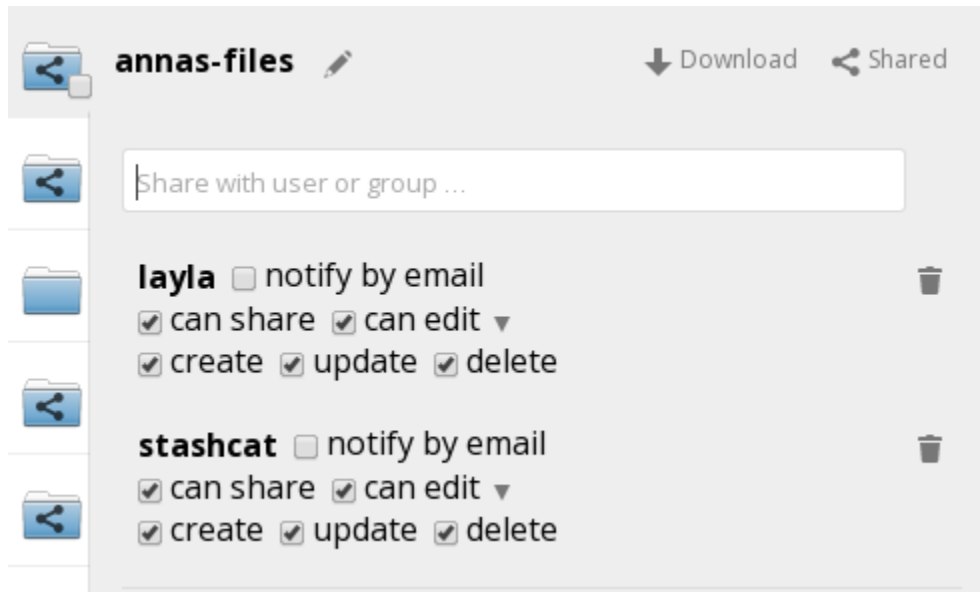 annas-files Download Shared
Share with user or group ...
layla notify by email
can share can edit
create update delete
stashcat notify by email
can share can edit
create update delete